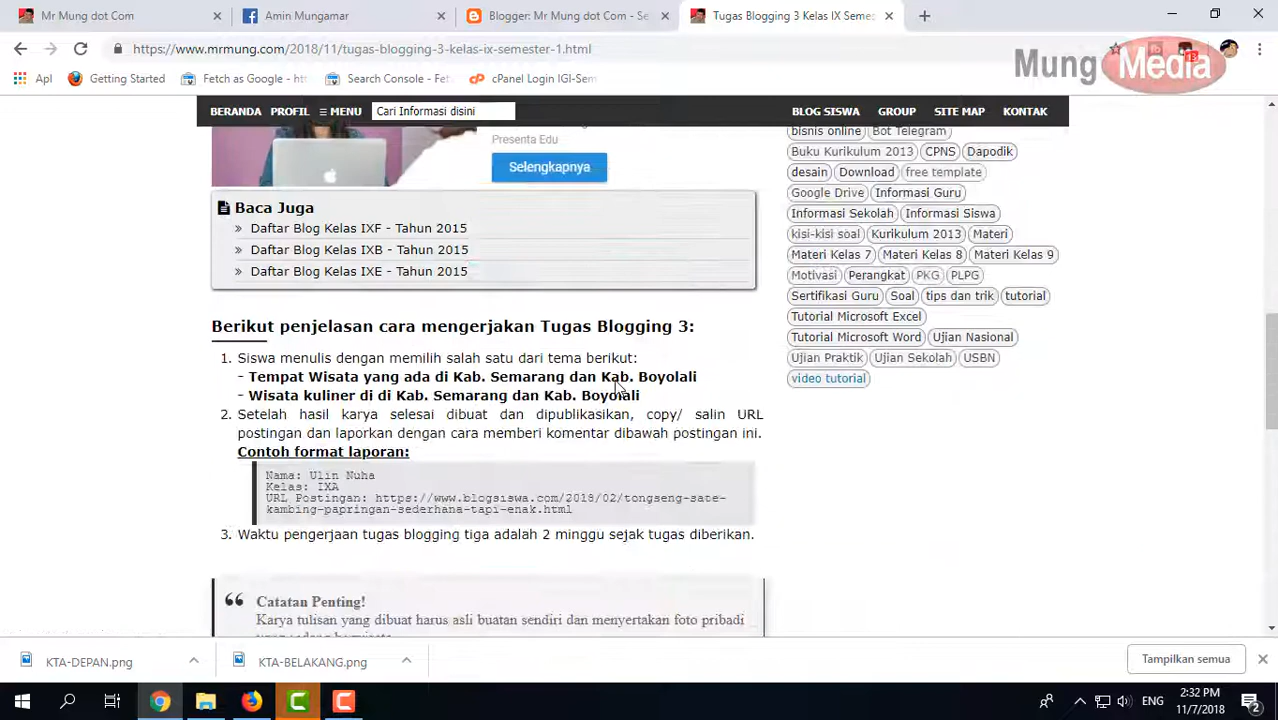 Mr Mung dot Com
Amin Mungamar
Blogger: Mr Mung dot Com - Se
Tugas Blogging 3 Kelas IX Semes
https://www.mrmung.com/2018/11/tugas-blogging-3-kelas-ix-semester-1.html
Mung Media
13
Apl
Getting Started
Fetch as Google - htt
Search Console - Fet
cPanel Login IGI-Sem
BERANDA PROFIL ≡ MENU Cari Informasi disini
BLOG SISWA GROUP SITE MAP KONTAK
Presenta Edu
Selengkapnya
Baca Juga
» Daftar Blog Kelas IXF - Tahun 2015
» Daftar Blog Kelas IXB - Tahun 2015
» Daftar Blog Kelas IXE - Tahun 2015
Berikut penjelasan cara mengerjakan Tugas Blogging 3:
1. Siswa menulis dengan memilih salah satu dari tema berikut:
- Tempat Wisata yang ada di Kab. Semarang dan Kab. Boyolali
- Wisata kuliner di di Kab. Semarang dan Kab. Boyolali
2. Setelah hasil karya selesai dibuat dan dipublikasikan, copy/ salin URL
postingan dan laporkan dengan cara memberi komentar dibawah postingan ini.
Contoh format laporan:
Nama: Ulin Nuha
Kelas: IXA
URL Postingan: https://www.blogsiswa.com/2018/02/tongseng-sate-
kambing-papringan-sederhana-tapi-enak.html
3. Waktu pengerjaan tugas blogging tiga adalah 2 minggu sejak tugas diberikan.
Catatan Penting!
Karya tulisan yang dibuat harus asli buatan sendiri dan menyertakan foto pribadi
bisnis online Bot Telegram
Buku Kurikulum 2013 CPNS Dapodik
desain Download free template
Google Drive Informasi Guru
Informasi Sekolah Informasi Siswa
kisi-kisi soal Kurikulum 2013 Materi
Materi Kelas 7 Materi Kelas 8 Materi Kelas 9
Motivasi Perangkat PKG PLPG
Sertifikasi Guru Soal tips dan trik tutorial
Tutorial Microsoft Excel
Tutorial Microsoft Word Ujian Nasional
Ujian Praktik Ujian Sekolah USBN
video tutorial
KTA-DEPAN.png
KTA-BELAKANG.png
Tampilkan semua
ENG
2:32 PM
11/7/2018
2